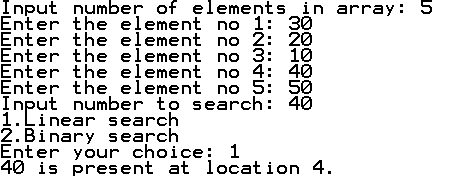 Input number of elements in array: 5
Enter the element no 1: 30
Enter the element no 2: 20
Enter the element no 3: 10
Enter the element no 4: 40
Enter the element no 5: 50
Input number to search: 40
1.Linear search
2.Binary search
Enter your choice: 1
40 is present at location 4.